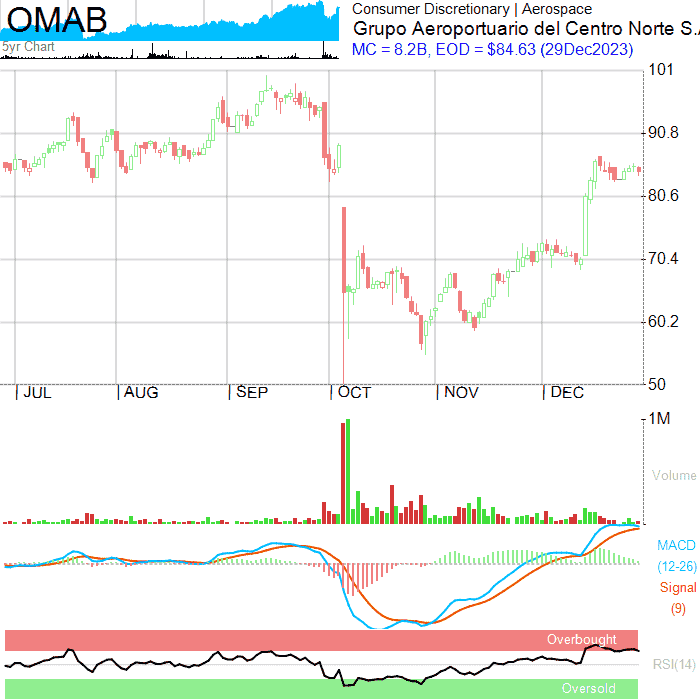 OMAB
5yr Chart
Consumer Discretionary | Aerospace
Grupo Aeroportuario del Centro Norte S.A
MC = 8.2B, EOD = $84.63 (29Dec2023)
101
90.8
80.6
70.4
60.2
50
JUL AUG SEP OCT NOV DEC
1M
Volume
MACD
(12-26)
Signal
(9)
Overbought
RSI(14)
Oversold